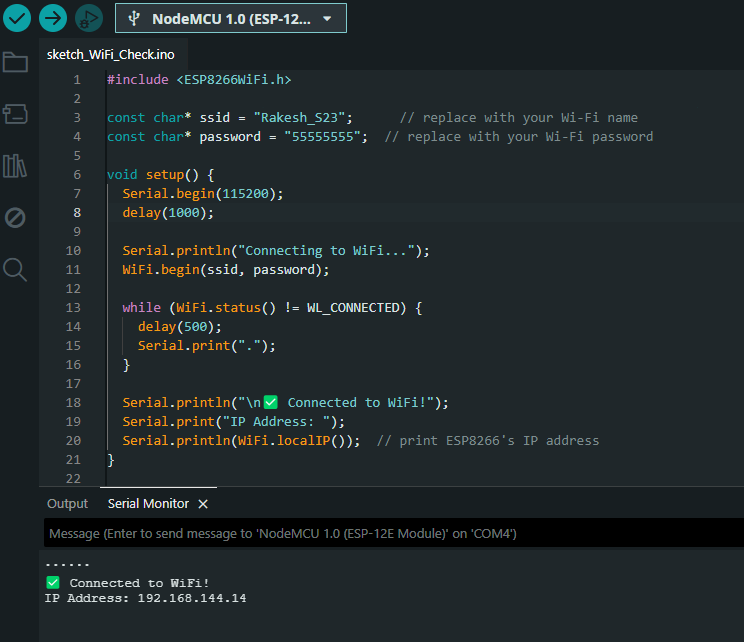 NodeMCU 1.0 (ESP-12...
sketch_WiFi_Check.ino
1 #include <ESP8266WiFi.h>
2
3 const char* ssid = "Rakesh_S23";      // replace with your Wi-Fi name
4 const char* password = "55555555";  // replace with your Wi-Fi password
5
6 void setup() {
7   Serial.begin(115200);
8   delay(1000);
9
10   Serial.println("Connecting to WiFi...");
11   WiFi.begin(ssid, password);
12
13   while (WiFi.status() != WL_CONNECTED) {
14     delay(500);
15     Serial.print(".");
16   }
17
18   Serial.println("\n✅ Connected to WiFi!");
19   Serial.print("IP Address: ");
20   Serial.println(WiFi.localIP());  // print ESP8266's IP address
21 }
22
Output Serial Monitor
Message (Enter to send message to 'NodeMCU 1.0 (ESP-12E Module)' on 'COM4')
......
✅ Connected to WiFi!
IP Address: 192.168.144.14